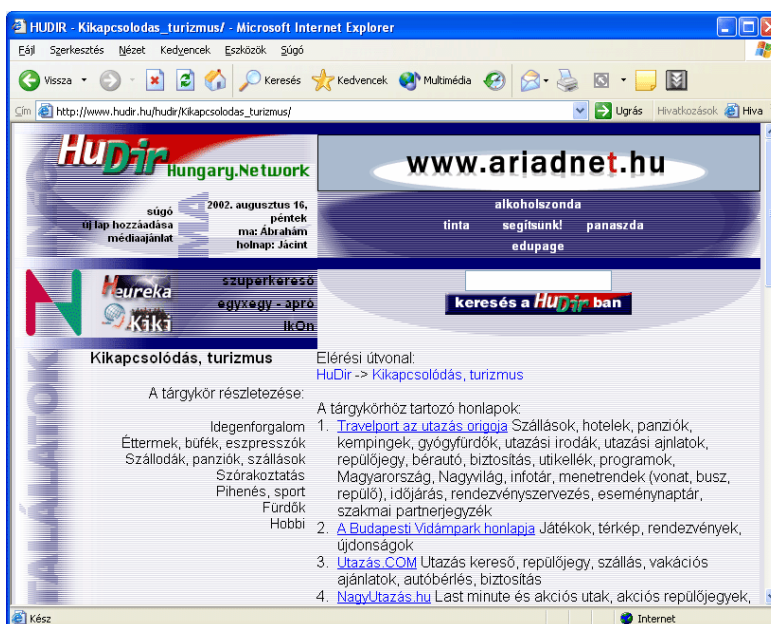 HUDIR - Kikapcsolodas_turizmus/ - Microsoft Internet Explorer
Fájl Szerkesztés Nézet Kedvencek Eszközök Súgó
Vissza Keresés Kedvencek Multimédia
Cím http://www.hudir.hu/hudir/Kikapcsolodas_turizmus/ Ugrás Hivatkozások Hiva
INFO
HuDir Hungary.Network
www.ariadnet.hu
súgó
új lap hozzáadása
médiaajánlat
MA
2002. augusztus 16,
péntek
ma: Ábrahám
holnap: Jácint
alkoholszonda
tinta segítsünk! panaszda
edupage
Heureka
Kiki
szuperkereső
egyxegy - apró
IkOn
keresés a HuDir ban
TALÁLATOK
Kikapcsolódás, turizmus
A tárgykör részletezése:
Idegenforgalom
Éttermek, büfék, eszpresszók
Szállodák, panziók, szállások
Szórakoztatás
Pihenés, sport
Fürdők
Hobbi
Elérési útvonal:
HuDir -> Kikapcsolódás, turizmus
A tárgykörhöz tartozó honlapok:
1. Travelport az utazás origoja Szállások, hotelek, panziók,
kempingek, gyógyfürdők, utazási irodák, utazási ajnlatok,
repülőjegy, bérautó, biztosítás, utikellék, programok,
Magyarország, Nagyvilág, infotár, menetrendek (vonat, busz,
repülő), időjárás, rendezvényszervezés, eseménynaptár,
szakmai partnerjegyzék
2. A Budapesti Vidámpark honlapja Játékok, térkép, rendezvények,
újdonságok
3. Utazás.COM Utazás kereső, repülőjegy, szállás, vakációs
ajánlatok, autóbérlés, biztosítás
4. NagyUtazás.hu Last minute és akciós utak, akciós repülőjegyek,
Kész Internet